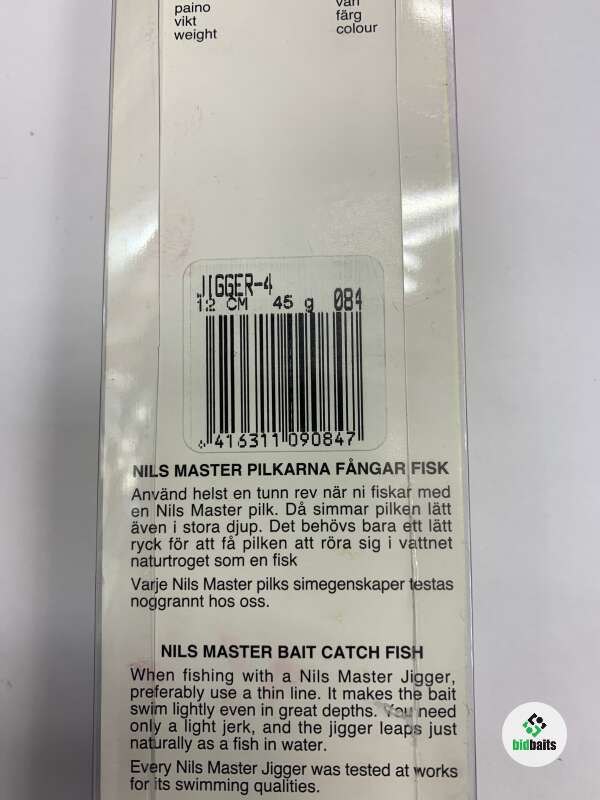 paino
vikt
weight
väri
färg
colour
JIGGER-4
12 CM 45 g 084
6 416311 090847
NILS MASTER PILKARNA FÅNGAR FISK
Använd helst en tunn rev när ni fiskar med
en Nils Master pilk. Då simmar pilken lätt
även i stora djup. Det behövs bara ett lätt
ryck för att få pilken att röra sig i vattnet
naturtroget som en fisk
Varje Nils Master pilks simegenskaper testas
noggrannt hos oss.
NILS MASTER BAIT CATCH FISH
When fishing with a Nils Master Jigger,
preferably use a thin line. It makes the bait
swim lightly even in great depths. You need
only a light jerk, and the jigger leaps just
naturally as a fish in water.
Every Nils Master Jigger was tested at works
for its swimming qualities.
bidbaits